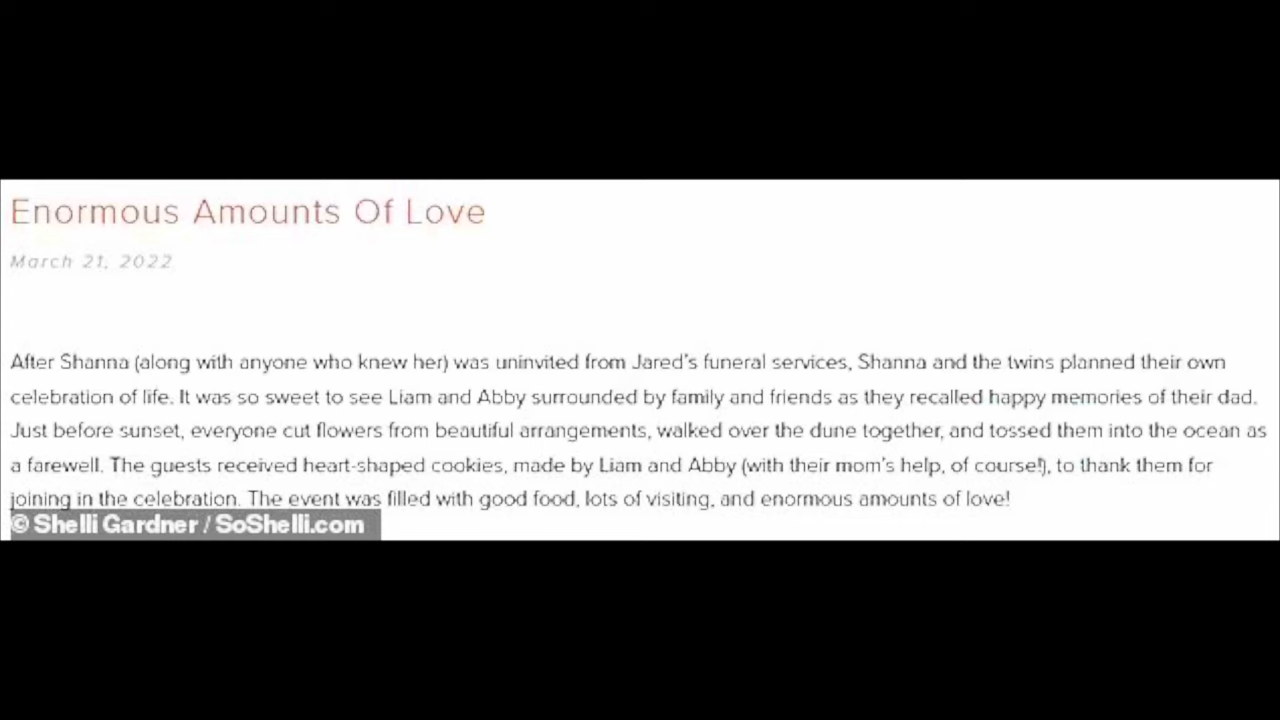 Enormous Amounts Of Love
March 21, 2022
After Shanna (along with anyone who knew her) was uninvited from Jared's funeral services, Shanna and the twins planned their own
celebration of life. It was so sweet to see Liam and Abby surrounded by family and friends as they recalled happy memories of their dad.
Just before sunset, everyone cut flowers from beautiful arrangements, walked over the dune together, and tossed them into the ocean as
a farewell. The guests received heart-shaped cookies, made by Liam and Abby (with their mom's help, of course!), to thank them for
joining in the celebration. The event was filled with good food, lots of visiting, and enormous amounts of love!
© Shelli Gardner / SoShelli.com